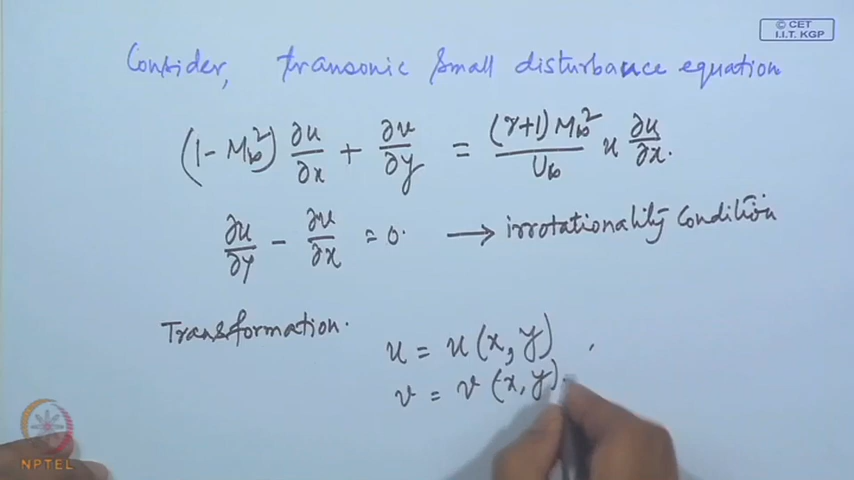 © CET
I.I.T. KGP
Consider, transonic small disturbance equation
(1 - M∞²) ∂u/∂x + ∂v/∂y = (γ+1) M∞² / U∞ u ∂u/∂x.
∂u/∂y - ∂v/∂x = 0. → irrotationality condition
Transformation.
u = u(x, y) ,
v = v(x, y).
NPTEL